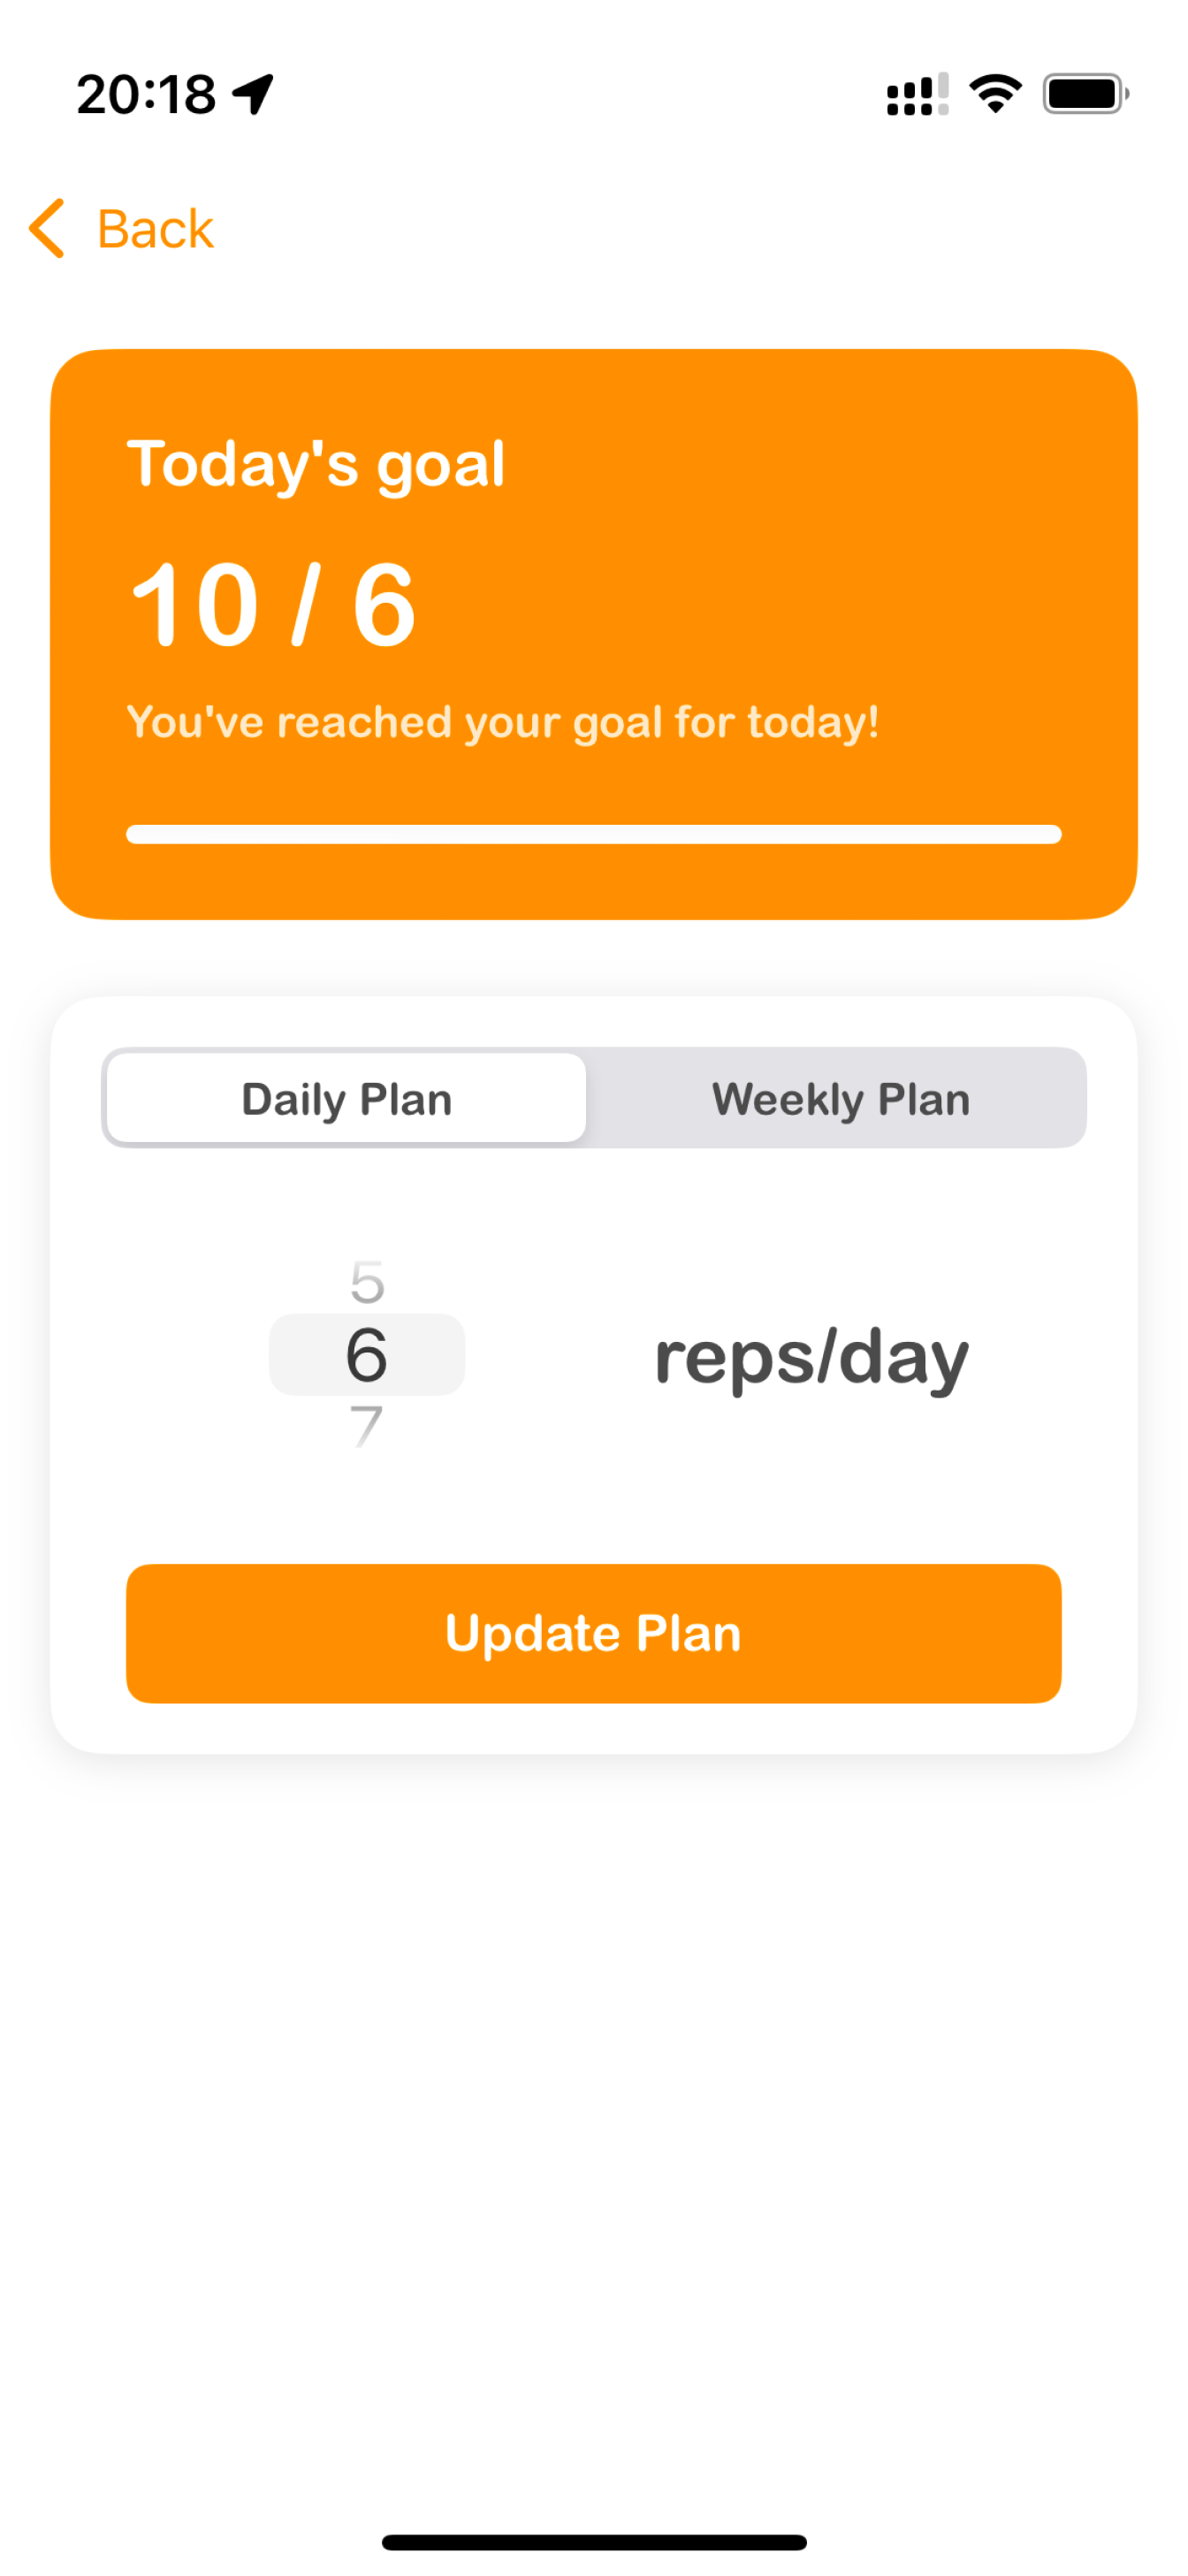 20:18
Back
Today's goal
10 / 6
You've reached your goal for today!
Daily Plan
Weekly Plan
5
6
7
reps/day
Update Plan